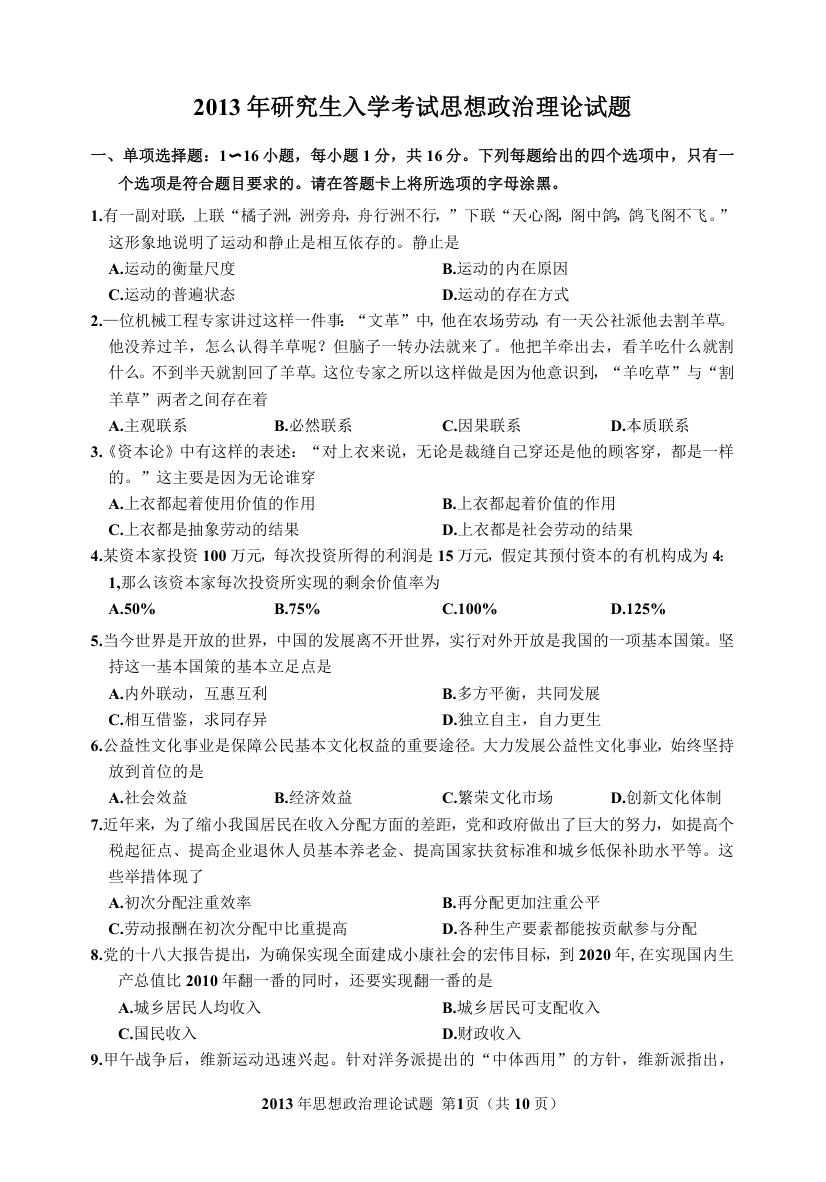 2013 年研究生入学考试思想政治理论试题
一、单项选择题：1〜16 小题，每小题 1 分，共 16 分。下列每题给出的四个选项中，只有一
个选项是符合题目要求的。请在答题卡上将所选项的字母涂黑。
1.有一副对联，上联“橘子洲，洲旁舟，舟行洲不行，”下联“天心阁，阁中鸽，鸽飞阁不飞。”
这形象地说明了运动和静止是相互依存的。静止是
A.运动的衡量尺度 B.运动的内在原因
C.运动的普遍状态 D.运动的存在方式
2.一位机械工程专家讲过这样一件事：“文革”中，他在农场劳动，有一天公社派他去割羊草。
他没养过羊，怎么认得羊草呢？但脑子一转办法就来了。他把羊牵出去，看羊吃什么就割
什么。不到半天就割回了羊草。这位专家之所以这样做是因为他意识到，“羊吃草”与“割
羊草”两者之间存在着
A.主观联系 B.必然联系 C.因果联系 D.本质联系
3.《资本论》中有这样的表述：“对上衣来说，无论是裁缝自己穿还是他的顾客穿，都是一样
的。”这主要是因为无论谁穿
A.上衣都起着使用价值的作用 B.上衣都起着价值的作用
C.上衣都是抽象劳动的结果 D.上衣都是社会劳动的结果
4.某资本家投资 100 万元，每次投资所得的利润是 15 万元，假定其预付资本的有机构成为 4：
1,那么该资本家每次投资所实现的剩余价值率为
A.50% B.75% C.100% D.125%
5.当今世界是开放的世界，中国的发展离不开世界，实行对外开放是我国的一项基本国策。坚
持这一基本国策的基本立足点是
A.内外联动，互惠互利 B.多方平衡，共同发展
C.相互借鉴，求同存异 D.独立自主，自力更生
6.公益性文化事业是保障公民基本文化权益的重要途径。大力发展公益性文化事业，始终坚持
放到首位的是
A.社会效益 B.经济效益 C.繁荣文化市场 D.创新文化体制
7.近年来，为了缩小我国居民在收入分配方面的差距，党和政府做出了巨大的努力，如提高个
税起征点、提高企业退休人员基本养老金、提高国家扶贫标准和城乡低保补助水平等。这
些举措体现了
A.初次分配注重效率 B.再分配更加注重公平
C.劳动报酬在初次分配中比重提高 D.各种生产要素都能按贡献参与分配
8.党的十八大报告提出，为确保实现全面建成小康社会的宏伟目标，到 2020 年,在实现国内生
产总值比 2010 年翻一番的同时，还要实现翻一番的是
A.城乡居民人均收入 B.城乡居民可支配收入
C.国民收入 D.财政收入
9.甲午战争后，维新运动迅速兴起。针对洋务派提出的“中体西用”的方针，维新派指出，
2013 年思想政治理论试题 第1页（共 10 页）